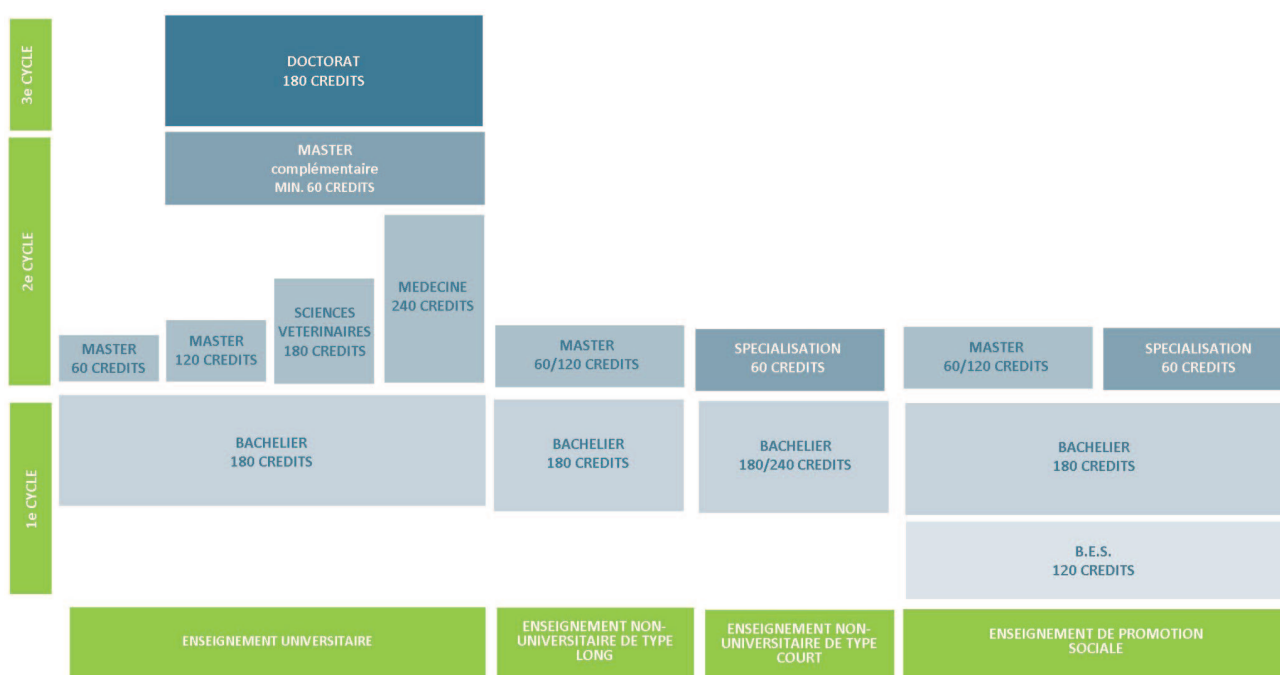 3e CYCLE
DOCTORAT
180 CREDITS
2e CYCLE
MASTER
complémentaire
MIN. 60 CREDITS
MASTER
60 CREDITS
MASTER
120 CREDITS
SCIENCES
VETERINAIRES
180 CREDITS
MEDECINE
240 CREDITS
MASTER
60/120 CREDITS
SPECIALISATION
60 CREDITS
MASTER
60/120 CREDITS
SPECIALISATION
60 CREDITS
1e CYCLE
BACHELIER
180 CREDITS
BACHELIER
180 CREDITS
BACHELIER
180/240 CREDITS
BACHELIER
180 CREDITS
B.E.S.
120 CREDITS
ENSEIGNEMENT UNIVERSITAIRE
ENSEIGNEMENT NON-
UNIVERSITAIRE DE TYPE
LONG
ENSEIGNEMENT NON-
UNIVERSITAIRE DE TYPE
COURT
ENSEIGNEMENT DE PROMOTION
SOCIALE